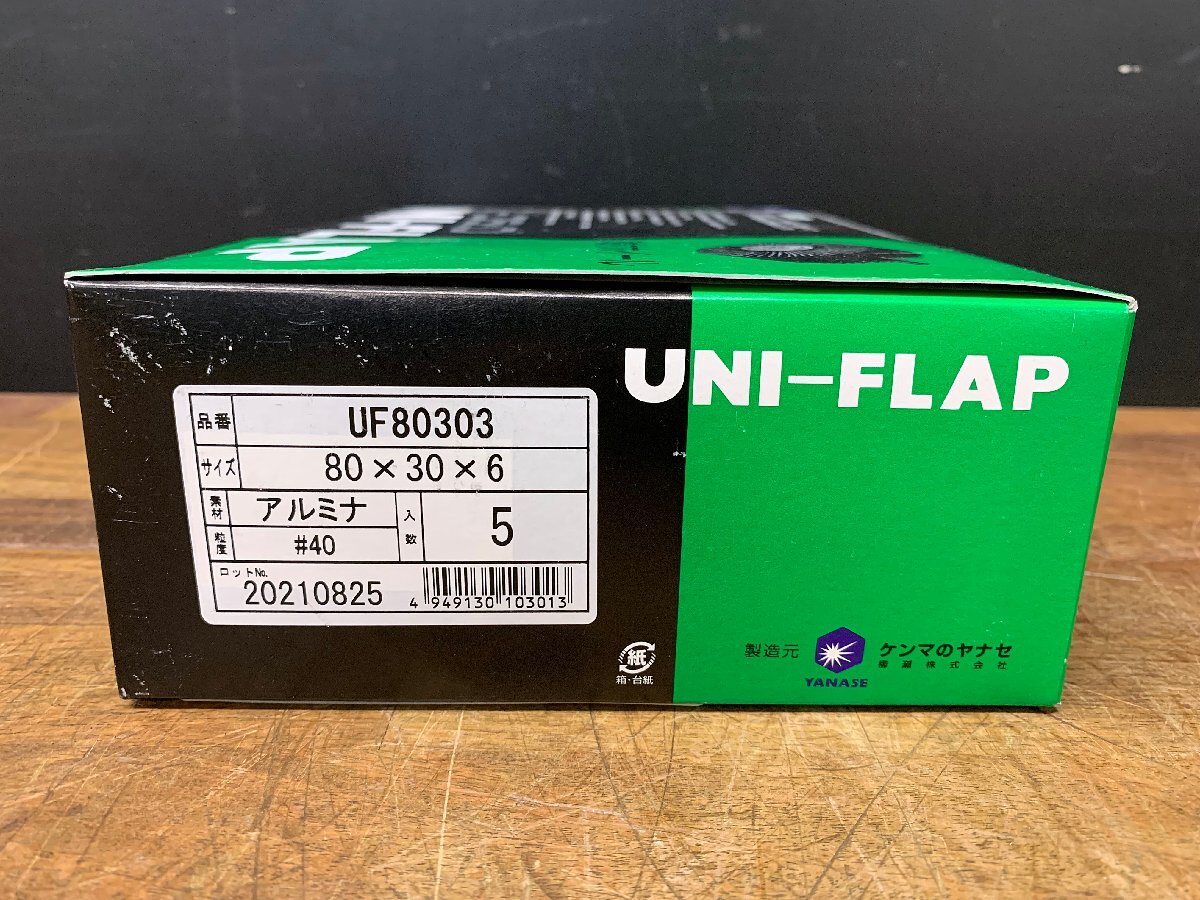 UNI-FLAP
品番 UF80303
サイズ 80×30×6
素材 アルミナ 入数 5
粒度 #40
ロットNo. 20210825
4 949130 103013
紙
箱・台紙
製造元 ケンマのヤナセ
柳瀬株式会社
YANASE